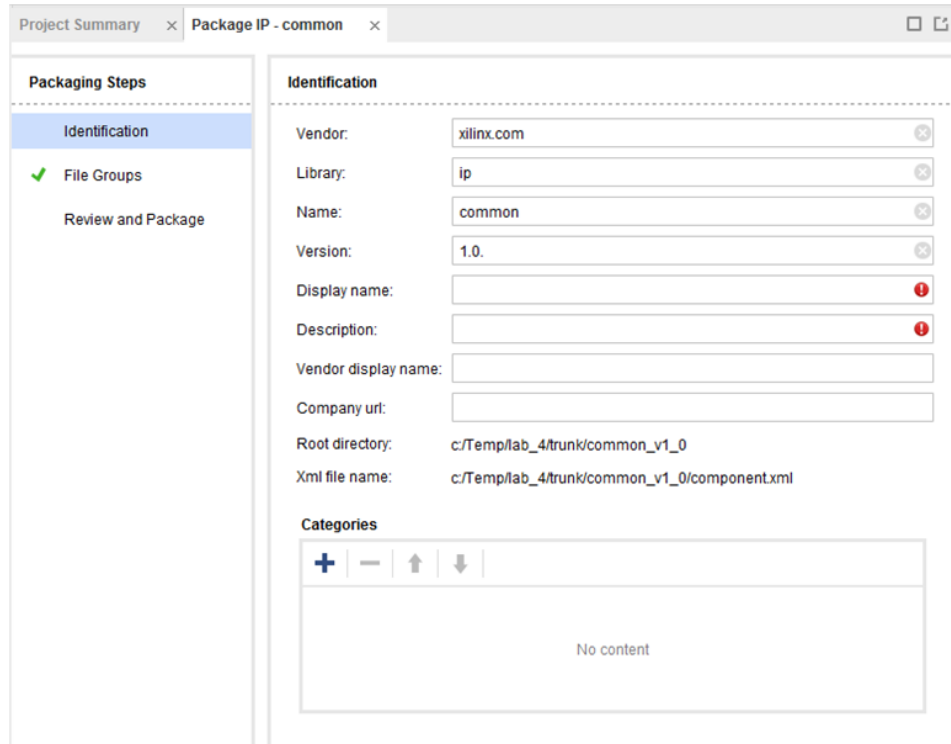 Project Summary × Package IP - common ×
Packaging Steps
Identification
File Groups
Review and Package
Identification
Vendor: xilinx.com
Library: ip
Name: common
Version: 1.0.
Display name:
Description:
Vendor display name:
Company url:
Root directory: c:/Temp/lab_4/trunk/common_v1_0
Xml file name: c:/Temp/lab_4/trunk/common_v1_0/component.xml
Categories
No content